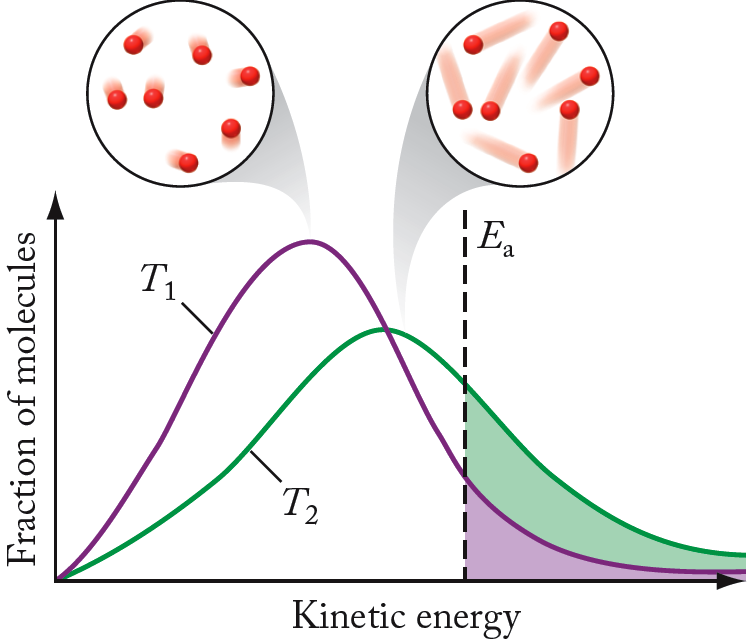 Eₐ
T₁
Fraction of molecules
T₂
Kinetic energy